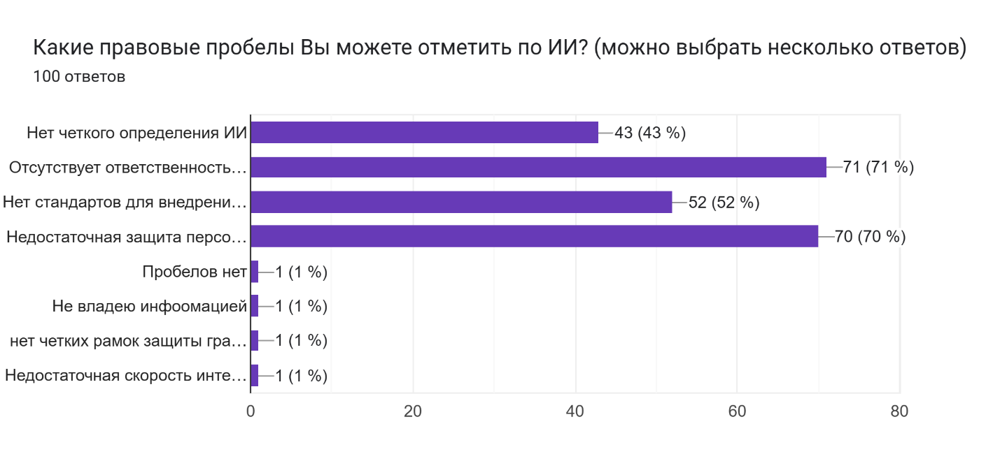 Какие правовые пробелы Вы можете отметить по ИИ? (можно выбрать несколько ответов)
100 ответов
Нет четкого определения ИИ 43 (43 %)
Отсутствует ответственность… 71 (71 %)
Нет стандартов для внедрени… 52 (52 %)
Недостаточная защита персо… 70 (70 %)
Пробелов нет 1 (1 %)
Не владею инфоомацией 1 (1 %)
нет четких рамок защиты гра… 1 (1 %)
Недостаточная скорость инте… 1 (1 %)
0 20 40 60 80